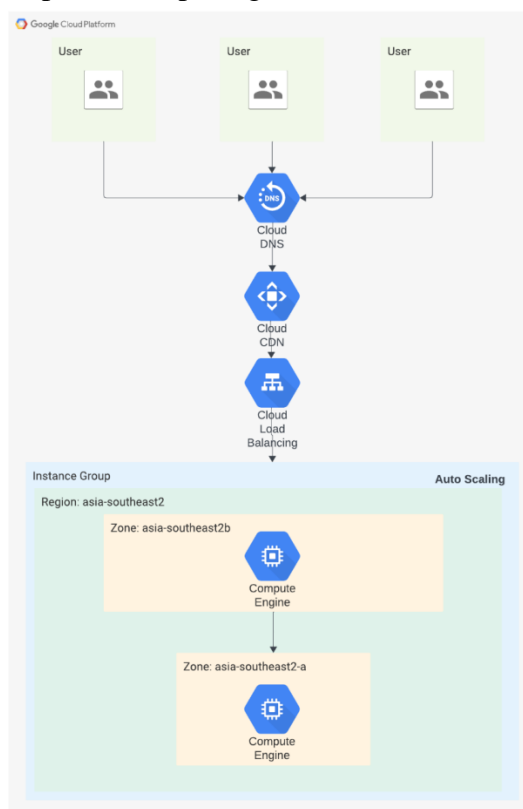 Google Cloud Platform
User User User
DNS
Cloud
DNS
Cloud
CDN
Cloud
Load
Balancing
Instance Group
Auto Scaling
Region: asia-southeast2
Zone: asia-southeast2b
Compute
Engine
Zone: asia-southeast2-a
Compute
Engine